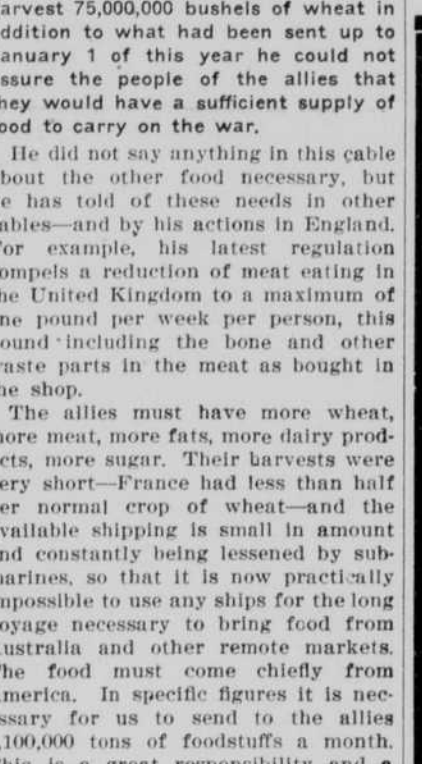 arvest 75,000,000 bushels of wheat in
ddition to what had been sent up to
anuary 1 of this year he could not
ssure the people of the allies that
hey would have a sufficient supply of
ood to carry on the war.
He did not say anything in this cable
bout the other food necessary, but
e has told of these needs in other
ables—and by his actions in England.
or example, his latest regulation
ompels a reduction of meat eating in
he United Kingdom to a maximum of
ne pound per week per person, this
ound including the bone and other
aste parts in the meat as bought in
he shop.
The allies must have more wheat,
ore meat, more fats, more dairy prod-
cts, more sugar. Their harvests were
ery short—France had less than half
er normal crop of wheat—and the
vailable shipping is small in amount
nd constantly being lessened by sub-
arines, so that it is now practically
mpossible to use any ships for the long
oyage necessary to bring food from
ustralia and other remote markets.
he food must come chiefly from
merica. In specific figures it is nec-
ssary for us to send to the allies
,100,000 tons of foodstuffs a month.
his is a great responsibility and a